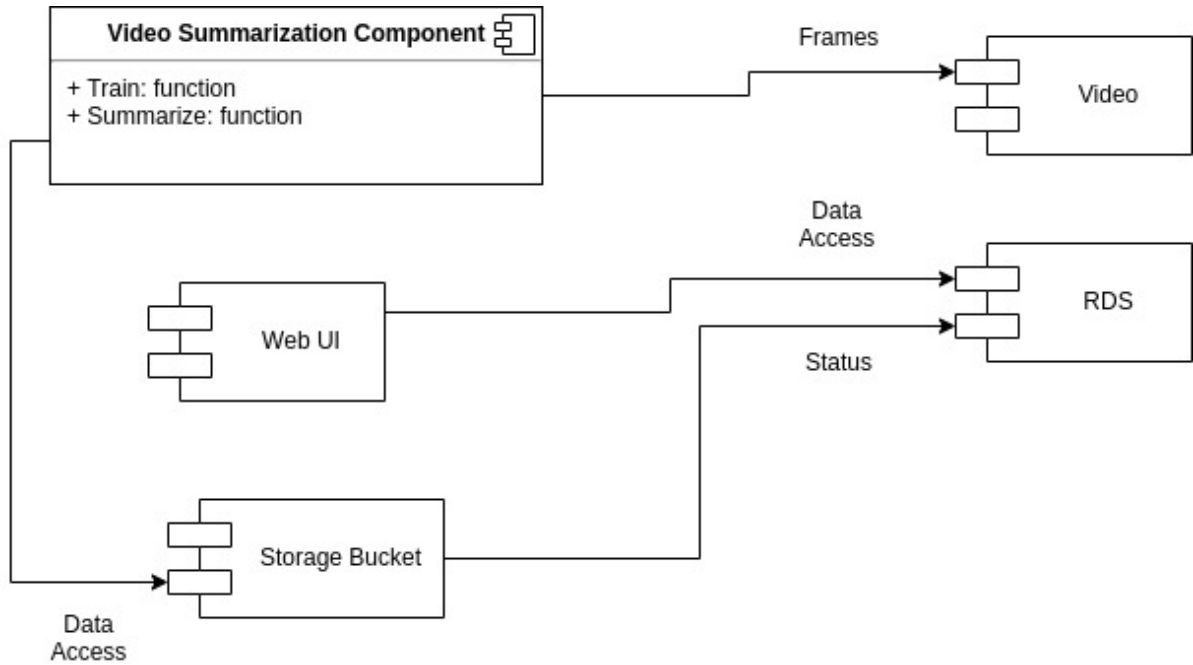 Video Summarization Component
+ Train: function
+ Summarize: function
Frames
Video
Data
Access
RDS
Web UI
Status
Storage Bucket
Data
Access